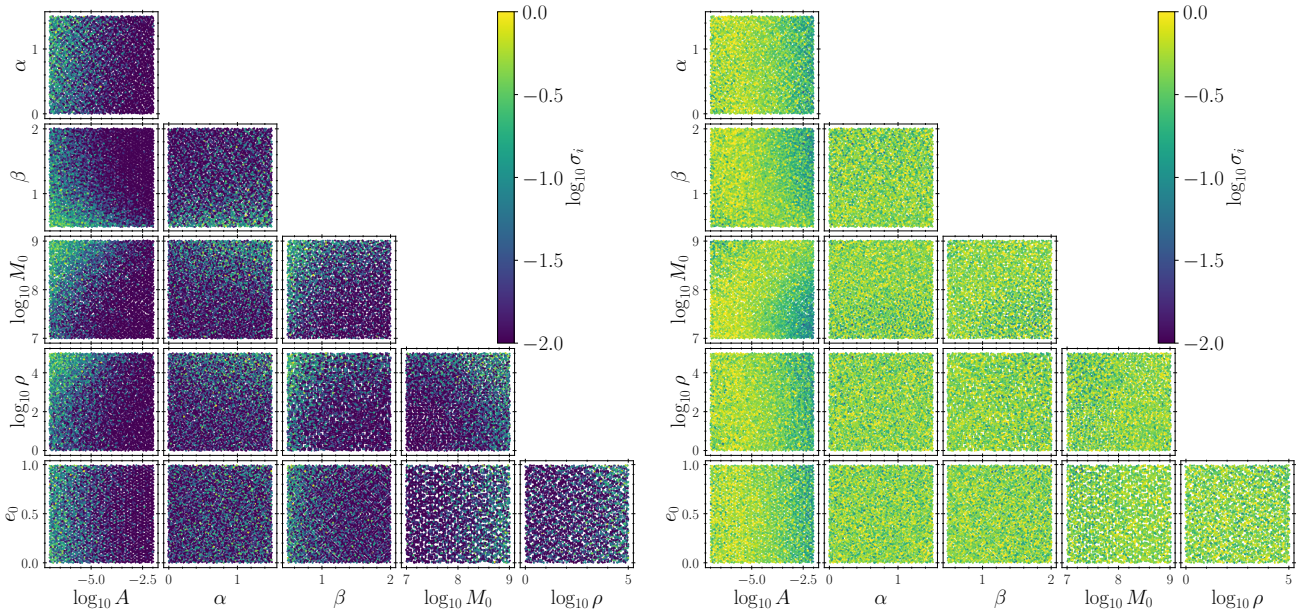 0.0 0.0
1 1
α α
−0.5 −0.5
0 0
2 2
log₁₀ σᵢ log₁₀ σᵢ
β −1.0 β −1.0
1 1
9 9
log₁₀ M₀ −1.5 log₁₀ M₀ −1.5
8 8
7 −2.0 7 −2.0
4 4
log₁₀ ρ log₁₀ ρ
2 2
0 0
1.0 1.0
e₀ 0.5 e₀ 0.5
0.0 0.0
−5.0 −2.5 0 1 1 2 7 8 9 0 5 −5.0 −2.5 0 1 1 2 7 8 9 0 5
log₁₀ A α β log₁₀ M₀ log₁₀ ρ log₁₀ A α β log₁₀ M₀ log₁₀ ρ